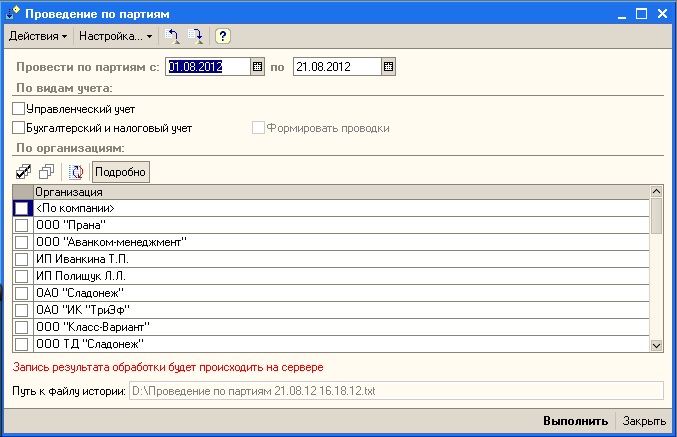 Проведение по партиям
Действия Настройка...
Провести по партиям с: 01.08.2012 по 21.08.2012
По видам учета:
Управленческий учет
Бухгалтерский и налоговый учет Формировать проводки
По организациям:
Подробно
Организация
<По компании>
ООО "Прана"
ООО "Аванком-менеджмент"
ИП Иванкина Т.П.
ИП Полищук Л.Л.
ОАО "Сладонеж"
ОАО "ИК "ТриЭф"
ООО "Класс-Вариант"
ООО ТД "Сладонеж"
Запись результата обработки будет происходить на сервере
Путь к файлу истории: D:\Проведение по партиям 21.08.12 16.18.12.txt
Выполнить Закрыть